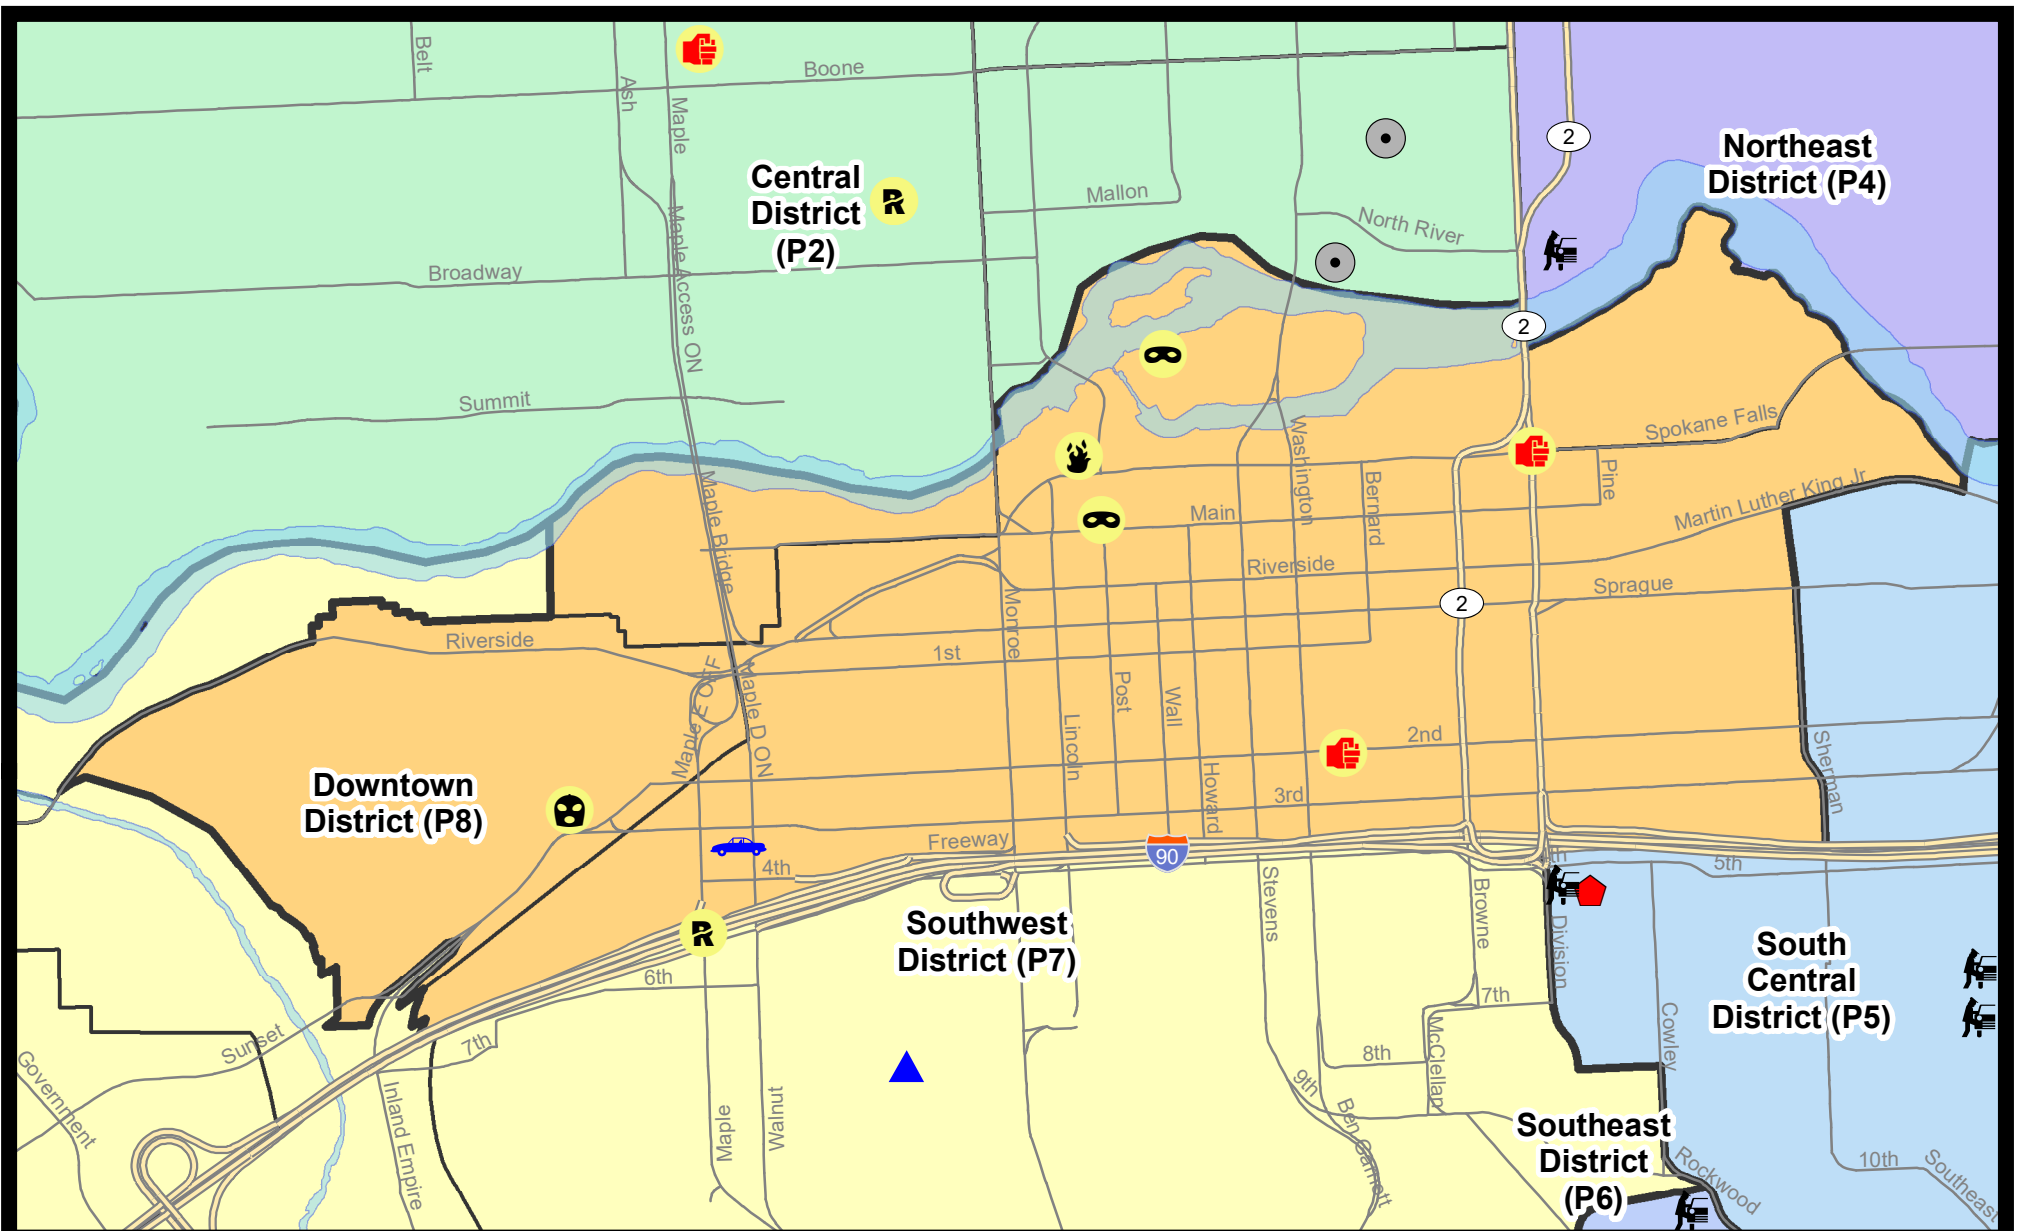 Belt
Ash
Maple
Boone
2
Northeast
District (P4)
Central
District
(P2)
R
Mallon
North River
Maple Access ON
Broadway
2
Summit
Spokane Falls
Washington
Bernard
Pine
Martin Luther King Jr
Maple Bridge
Main
Riverside
Sprague
2
Monroe
Riverside
1st
Maple E OFF
Maple D ON
Post
Wall
Lincoln
2nd
Sherman
Downtown
District (P8)
Howard
3rd
Freeway
90
4th
5th
Stevens
Browne
Division
Southwest
District (P7)
R
South
Central
District (P5)
6th
7th
Cowley
McClellan
Sunset
7th
8th
9th
Government
Inland Empire
Maple
Walnut
Ben Garnett
Southeast
District
(P6)
Rockwood
10th
Southeast